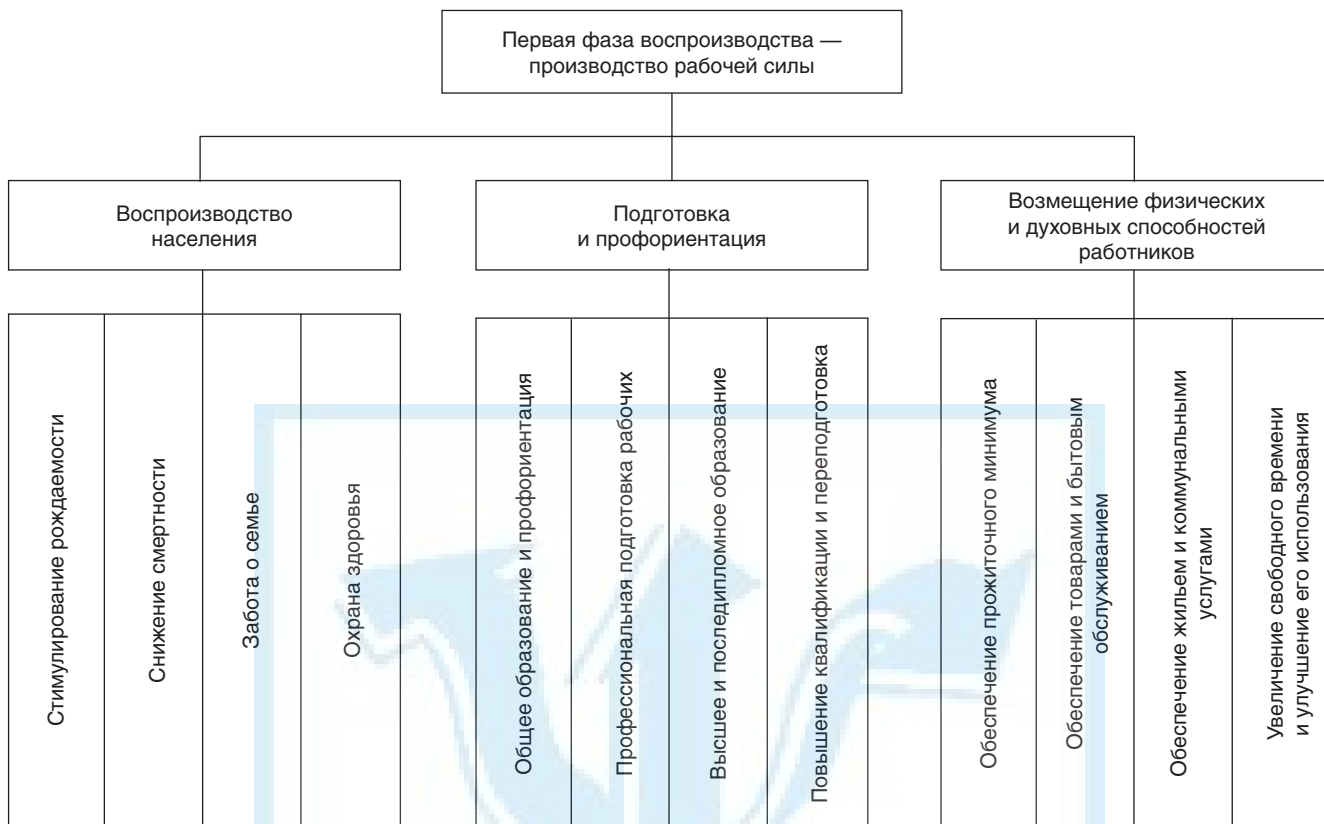 Первая фаза воспроизводства —
производство рабочей силы
Воспроизводство
населения
Подготовка
и профориентация
Возмещение физических
и духовных способностей
работников
Стимулирование рождаемости
Снижение смертности
Забота о семье
Охрана здоровья
Общее образование и профориентация
Профессиональная подготовка рабочих
Высшее и последипломное образование
Повышение квалификации и переподготовка
Обеспечение прожиточного минимума
Обеспечение товарами и бытовым
обслуживанием
Обеспечение жильем и коммунальными
услугами
Увеличение свободного времени
и улучшение его использования